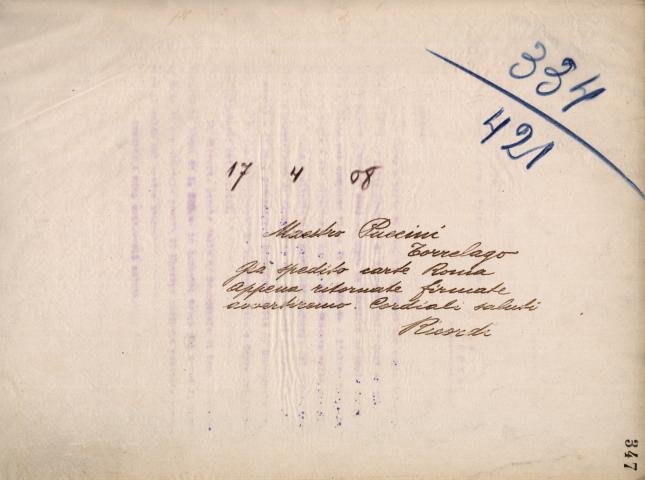 334
421
17 4 08
Maestro Puccini
Torrelago
Già spedito carte Roma
appena ritornate firmate
avvertiremo. Cordiali saluti
Ricordi
347